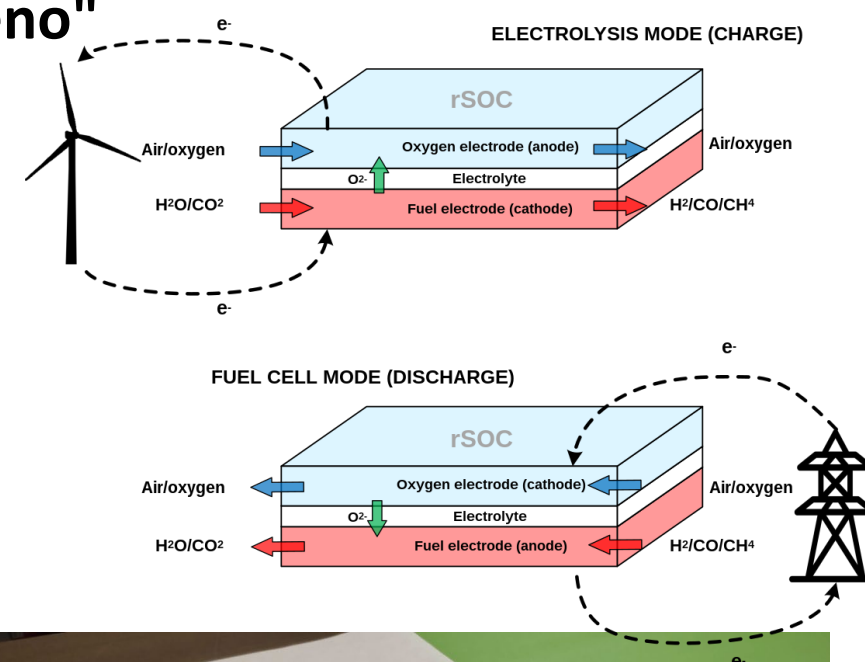 eno"
e-
ELECTROLYSIS MODE (CHARGE)
rSOC
Air/oxygen
Oxygen electrode (anode)
Air/oxygen
O2-
Electrolyte
H2O/CO2
Fuel electrode (cathode)
H2/CO/CH4
e-
e-
FUEL CELL MODE (DISCHARGE)
rSOC
Air/oxygen
Oxygen electrode (cathode)
Air/oxygen
O2-
Electrolyte
H2O/CO2
Fuel electrode (anode)
H2/CO/CH4
e-